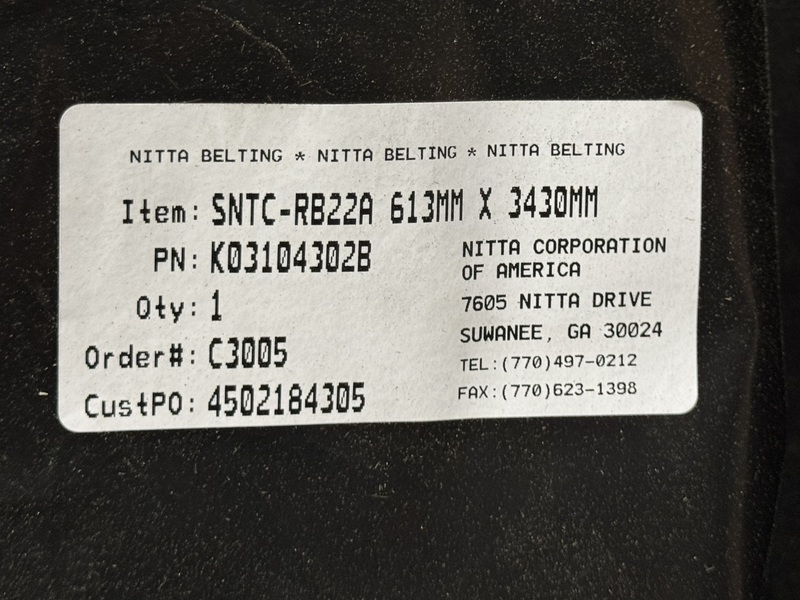 NITTA BELTING * NITTA BELTING * NITTA BELTING
Item: SNTC-RB22A 613MM X 3430MM
PN: K03104302B
Qty: 1
Order#: C3005
CustPO: 4502184305
NITTA CORPORATION
OF AMERICA
7605 NITTA DRIVE
SUWANEE, GA 30024
TEL:(770)497-0212
FAX:(770)623-1398